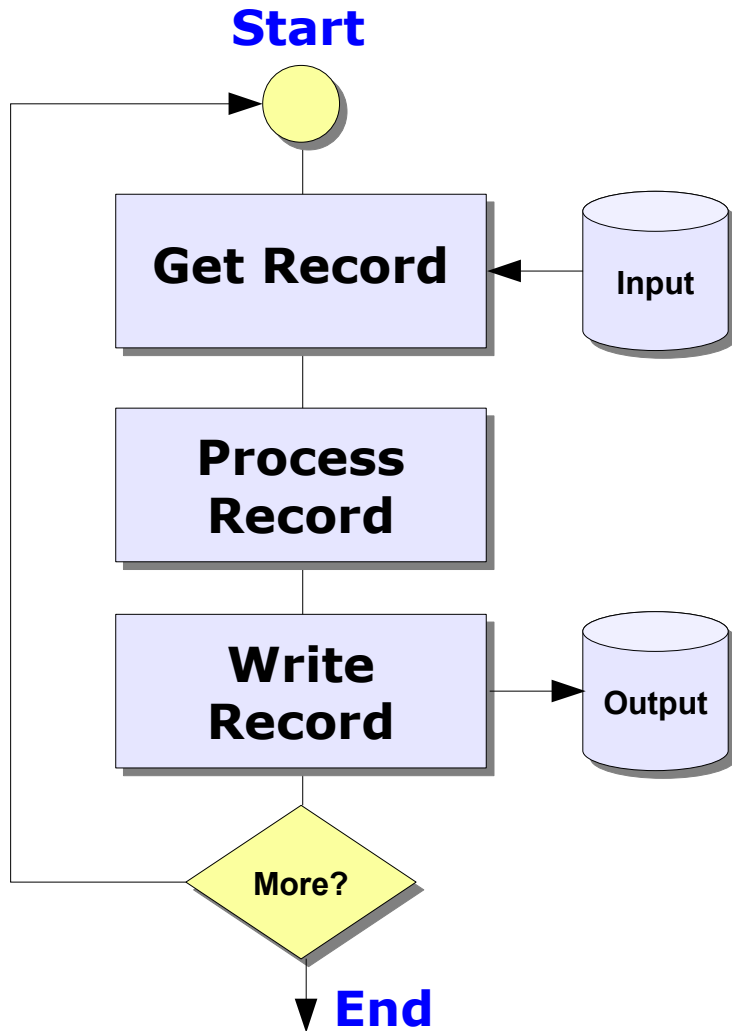 Start
Get Record
Input
Process
Record
Write
Record
Output
More?
End